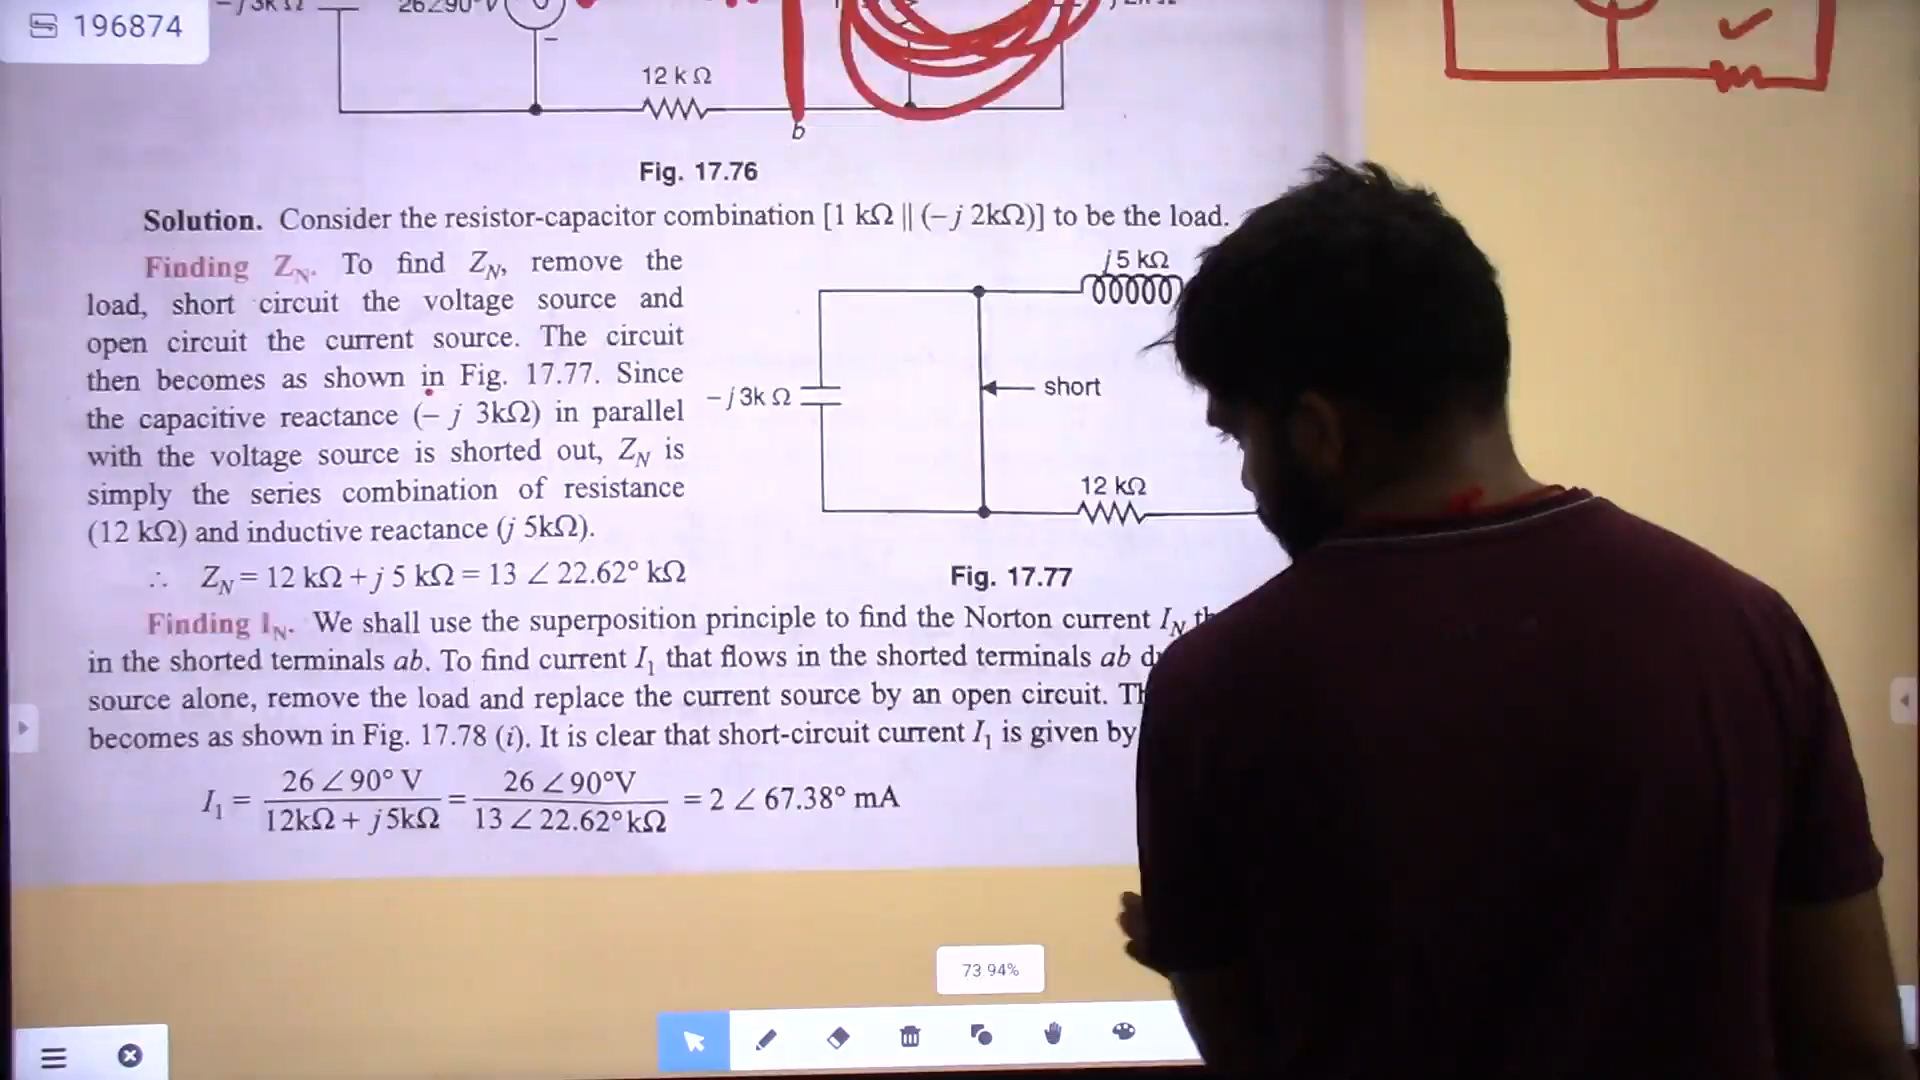 196874
26∠90° V
12 k Ω
b
Fig. 17.76
Solution. Consider the resistor-capacitor combination [1 kΩ || (– j 2kΩ)] to be the load.
Finding Z_N. To find Z_N, remove the
load, short circuit the voltage source and
open circuit the current source. The circuit
then becomes as shown in Fig. 17.77. Since
the capacitive reactance (– j 3kΩ) in parallel
with the voltage source is shorted out, Z_N is
simply the series combination of resistance
(12 kΩ) and inductive reactance (j 5kΩ).
∴ Z_N = 12 kΩ + j 5 kΩ = 13 ∠ 22.62° kΩ
j 5 kΩ
– j 3k Ω
short
12 kΩ
Fig. 17.77
Finding I_N. We shall use the superposition principle to find the Norton current I_N
in the shorted terminals ab. To find current I₁ that flows in the shorted terminals ab
source alone, remove the load and replace the current source by an open circuit.
becomes as shown in Fig. 17.78 (i). It is clear that short-circuit current I₁ is given by
I₁ = 26 ∠ 90° V / 12kΩ + j 5kΩ = 26 ∠ 90°V / 13 ∠ 22.62° kΩ = 2 ∠ 67.38° mA
73.94%